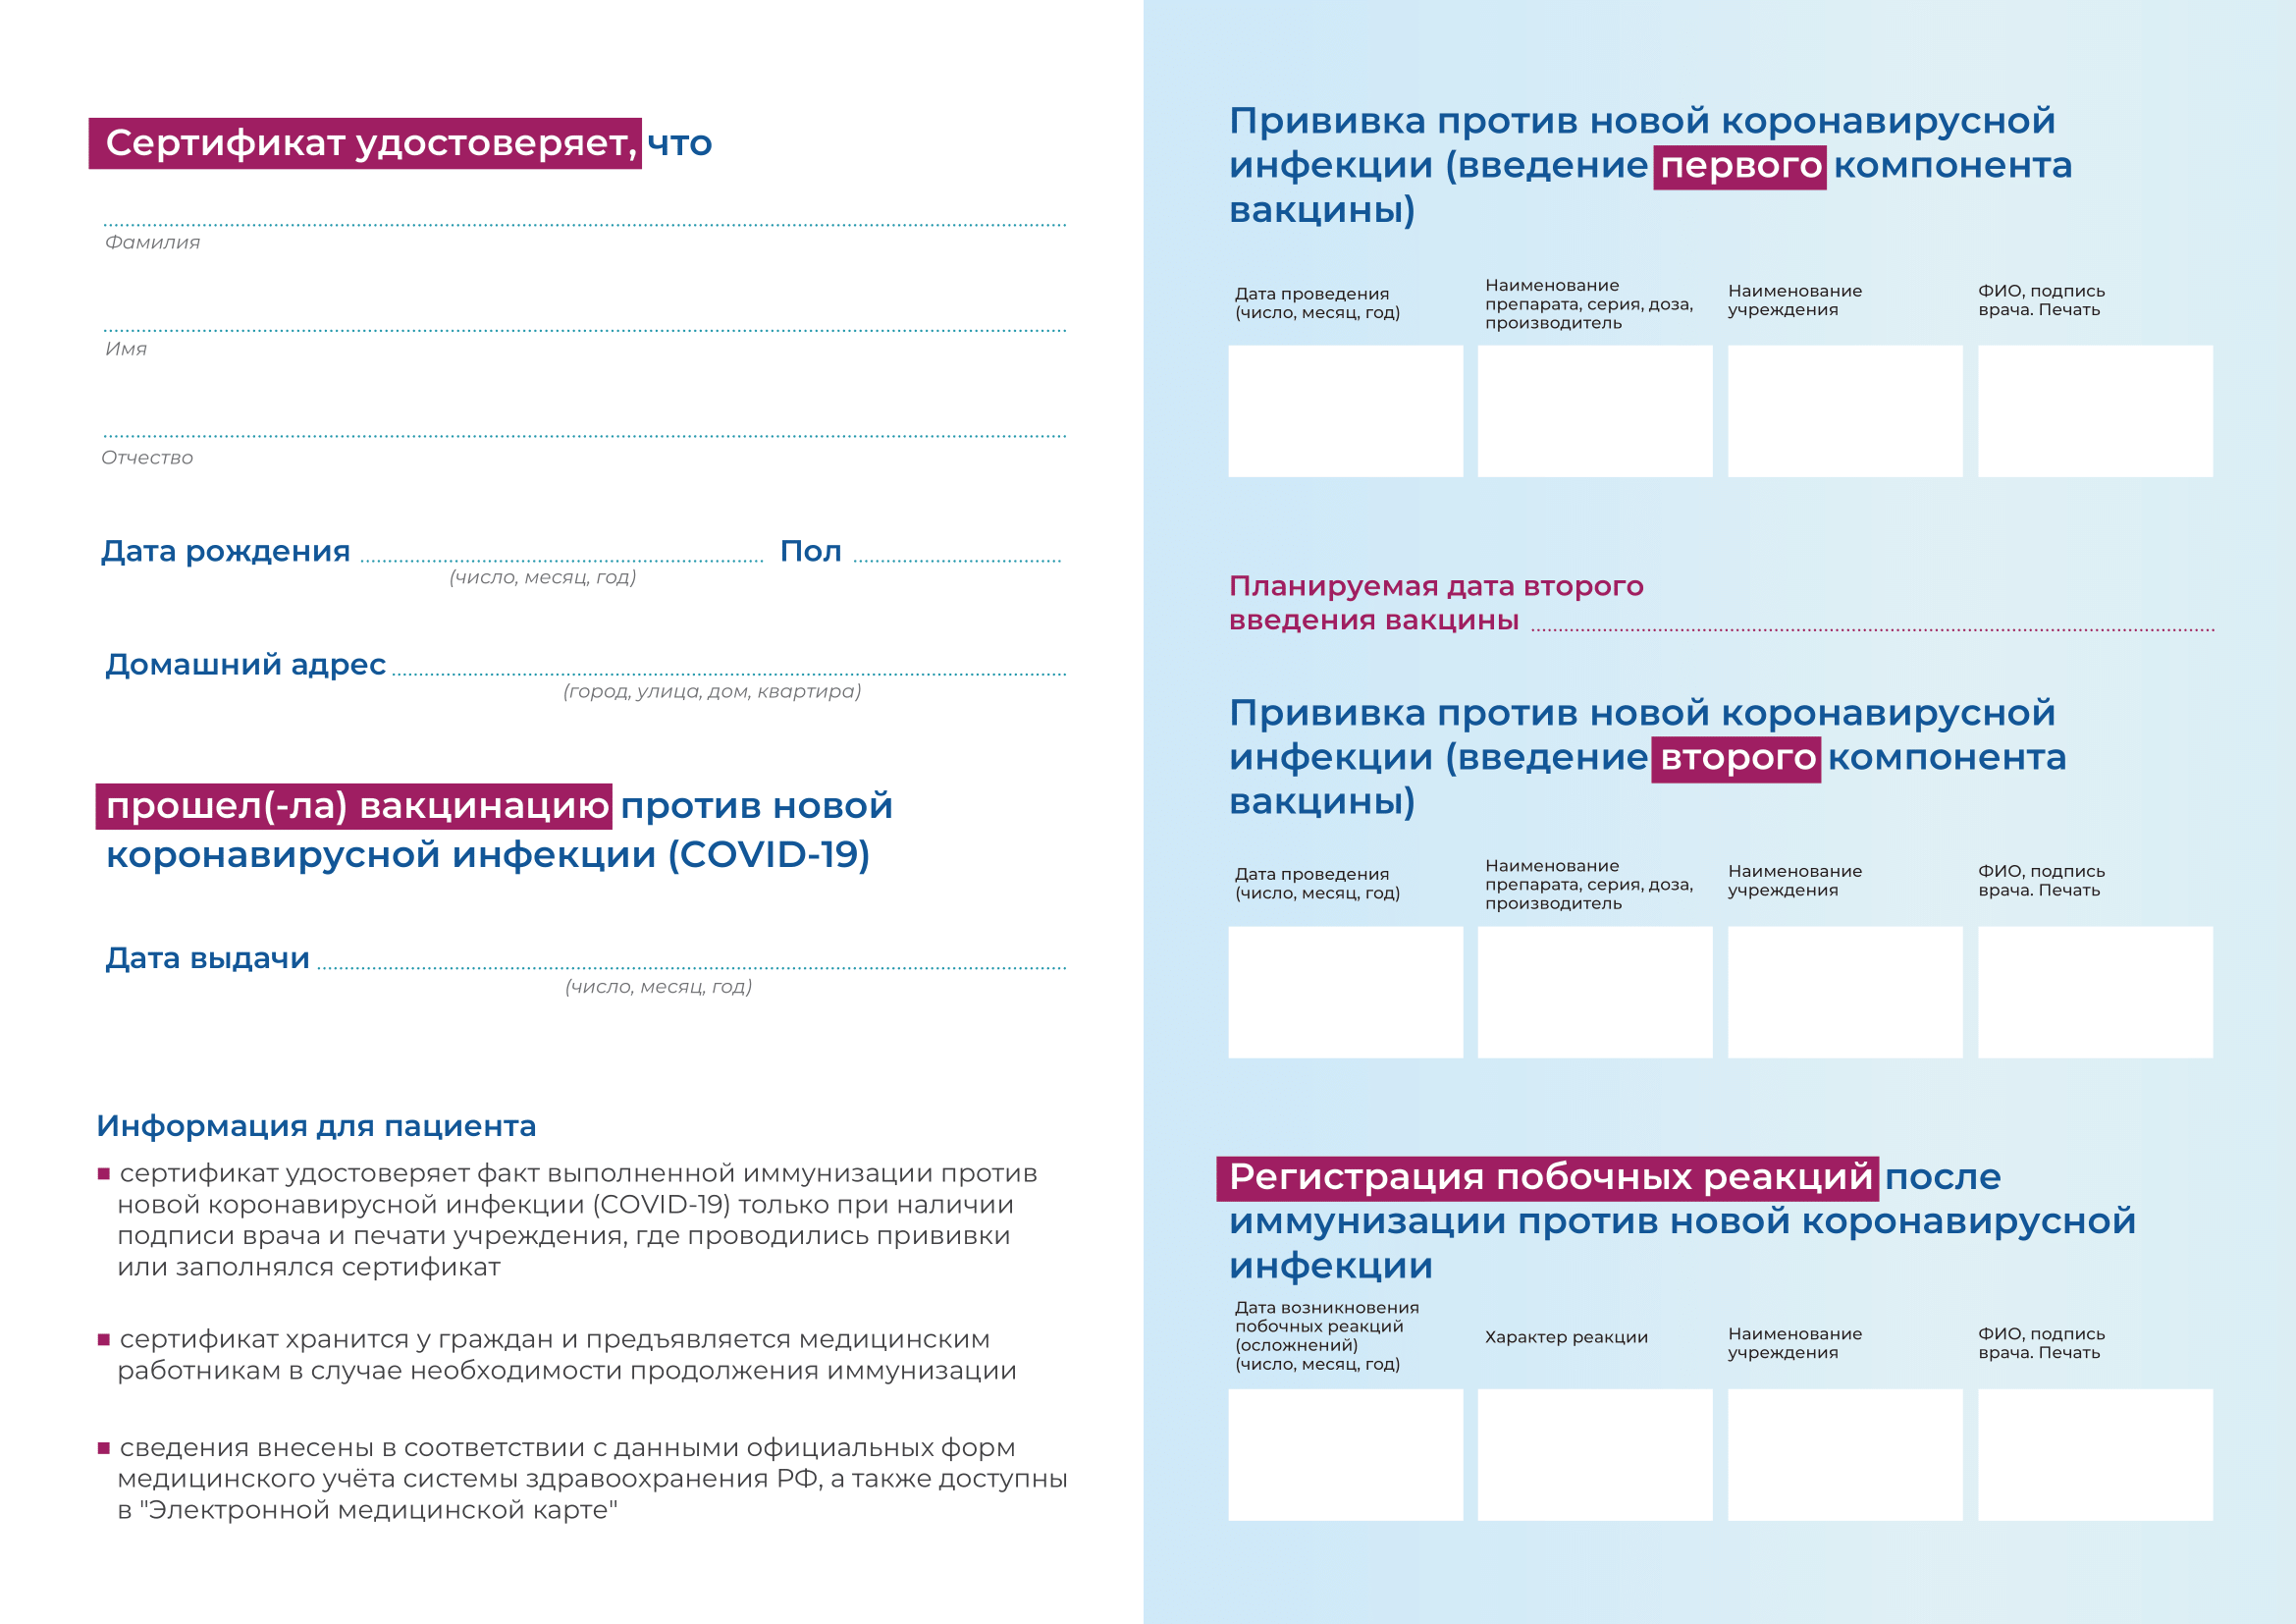 Сертификат удостоверяет, что
Фамилия
Имя
Отчество
Дата рождения
(число, месяц, год)
Пол
Домашний адрес
(город, улица, дом, квартира)
прошел(-ла) вакцинацию против новой
коронавирусной инфекции (COVID-19)
Дата выдачи
(число, месяц, год)
Информация для пациента
сертификат удостоверяет факт выполненной иммунизации против
новой коронавирусной инфекции (COVID-19) только при наличии
подписи врача и печати учреждения, где проводились прививки
или заполнялся сертификат
сертификат хранится у граждан и предъявляется медицинским
работникам в случае необходимости продолжения иммунизации
сведения внесены в соответствии с данными официальных форм
медицинского учёта системы здравоохранения РФ, а также доступны
в "Электронной медицинской карте"
Прививка против новой коронавирусной
инфекции (введение первого компонента
вакцины)
Дата проведения
(число, месяц, год)
Наименование
препарата, серия, доза,
производитель
Наименование
учреждения
ФИО, подпись
врача. Печать
Планируемая дата второго
введения вакцины
Прививка против новой коронавирусной
инфекции (введение второго компонента
вакцины)
Дата проведения
(число, месяц, год)
Наименование
препарата, серия, доза,
производитель
Наименование
учреждения
ФИО, подпись
врача. Печать
Регистрация побочных реакций после
иммунизации против новой коронавирусной
инфекции
Дата возникновения
побочных реакций
(осложнений)
(число, месяц, год)
Характер реакции
Наименование
учреждения
ФИО, подпись
врача. Печать